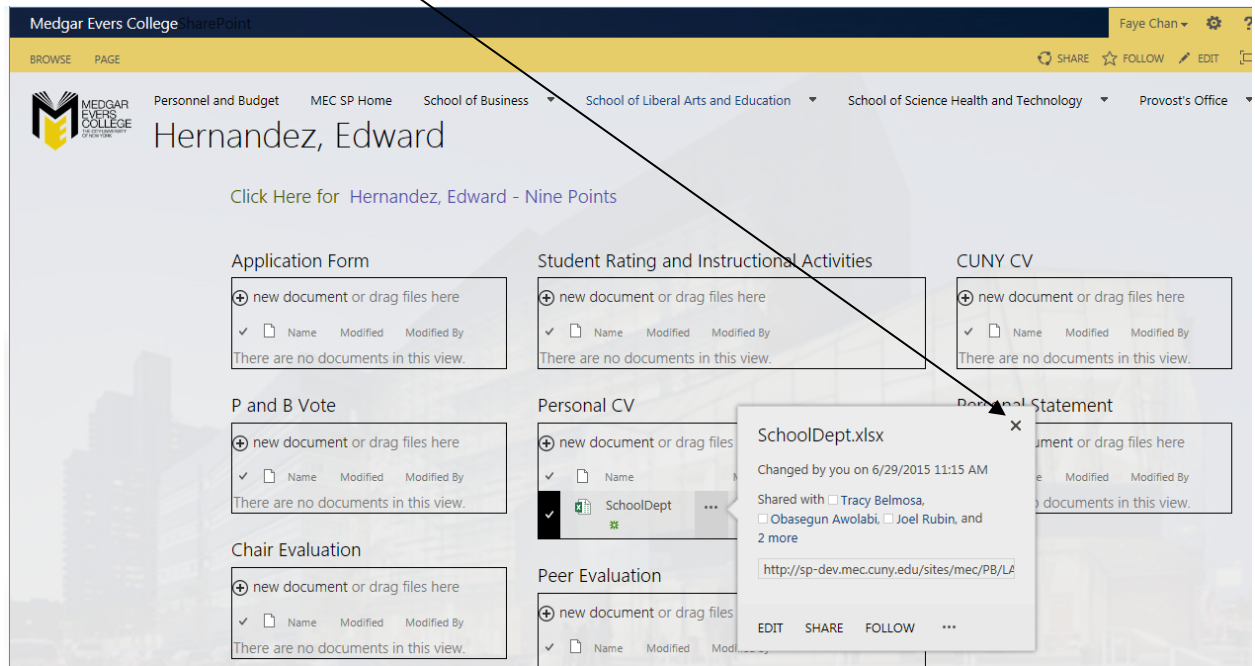 Medgar Evers College SharePoint
Faye Chan
?
BROWSE PAGE
SHARE FOLLOW EDIT
MEDGAR
EVERS
COLLEGE
THE CITY UNIVERSITY
OF NEW YORK
Personnel and Budget MEC SP Home School of Business School of Liberal Arts and Education School of Science Health and Technology Provost's Office
Hernandez, Edward
Click Here for Hernandez, Edward - Nine Points
Application Form
new document or drag files here
Name Modified Modified By
There are no documents in this view.
Student Rating and Instructional Activities
new document or drag files here
Name Modified Modified By
There are no documents in this view.
CUNY CV
new document or drag files here
Name Modified Modified By
There are no documents in this view.
P and B Vote
new document or drag files here
Name Modified Modified By
There are no documents in this view.
Personal CV
new document or drag files
Name
SchoolDept ...
Personal Statement
ument or drag files here
e Modified Modified By
documents in this view.
SchoolDept.xlsx
Changed by you on 6/29/2015 11:15 AM
Shared with Tracy Belmosa,
Obasegun Awolabi, Joel Rubin, and
2 more
http://sp-dev.mec.cuny.edu/sites/mec/PB/LA
EDIT SHARE FOLLOW ...
Chair Evaluation
new document or drag files here
Name Modified Modified By
There are no documents in this view.
Peer Evaluation
new document or drag files
Name Modified Mod